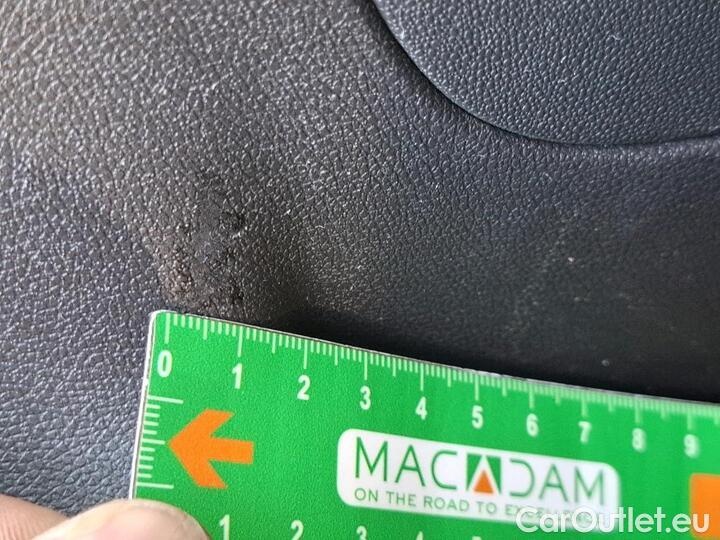 0 1 2 3 4 5 6 7 8 9
MACADAM
ON THE ROAD TO EXCELLENCE
1 2 3 4
CarOutlet.eu